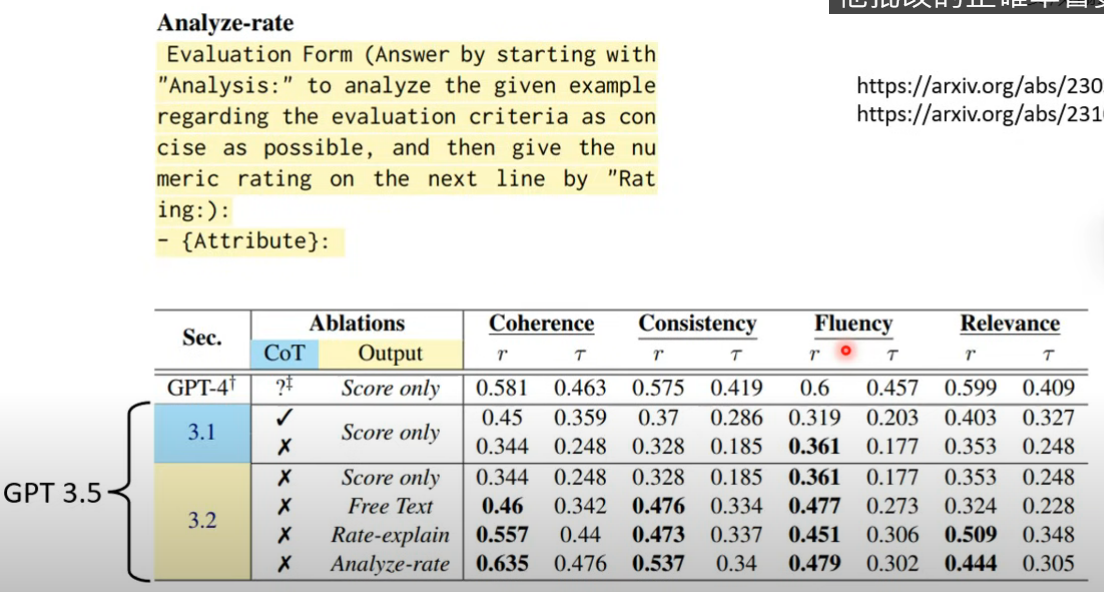 他批改的正確率會變
Analyze-rate
Evaluation Form (Answer by starting with
"Analysis:" to analyze the given example
regarding the evaluation criteria as con
cise as possible, and then give the nu
meric rating on the next line by "Rat
ing:):
- {Attribute}:
https://arxiv.org/abs/230
https://arxiv.org/abs/231
Sec. Ablations Coherence Consistency Fluency Relevance
CoT Output r τ r τ r τ r τ
GPT-4† ?‡ Score only 0.581 0.463 0.575 0.419 0.6 0.457 0.599 0.409
3.1 ✓ Score only 0.45 0.359 0.37 0.286 0.319 0.203 0.403 0.327
✗ 0.344 0.248 0.328 0.185 0.361 0.177 0.353 0.248
GPT 3.5
3.2 ✗ Score only 0.344 0.248 0.328 0.185 0.361 0.177 0.353 0.248
✗ Free Text 0.46 0.342 0.476 0.334 0.477 0.273 0.324 0.228
✗ Rate-explain 0.557 0.44 0.473 0.337 0.451 0.306 0.509 0.348
✗ Analyze-rate 0.635 0.476 0.537 0.34 0.479 0.302 0.444 0.305